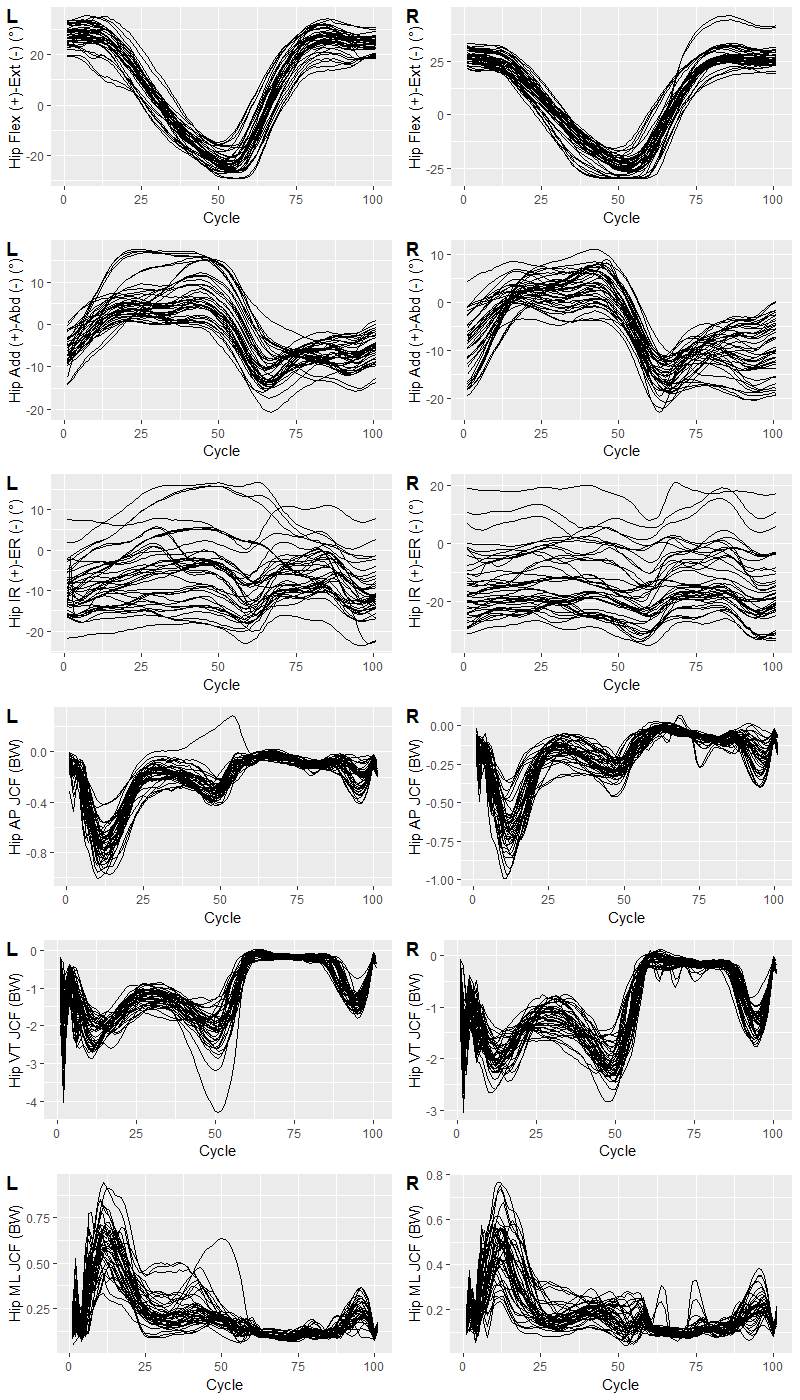 L
Hip Flex (+)-Ext (-) (°)
20
0
-20
0 25 50 75 100
Cycle
R
Hip Flex (+)-Ext (-) (°)
25
0
-25
0 25 50 75 100
Cycle
L
Hip Add (+)-Abd (-) (°)
10
0
-10
-20
0 25 50 75 100
Cycle
R
Hip Add (+)-Abd (-) (°)
10
0
-10
-20
0 25 50 75 100
Cycle
L
Hip IR (+)-ER (-) (°)
10
0
-10
-20
0 25 50 75 100
Cycle
R
Hip IR (+)-ER (-) (°)
20
0
-20
0 25 50 75 100
Cycle
L
Hip AP JCF (BW)
0.0
-0.4
-0.8
0 25 50 75 100
Cycle
R
Hip AP JCF (BW)
0.00
-0.25
-0.50
-0.75
-1.00
0 25 50 75 100
Cycle
L
Hip VT JCF (BW)
0
-1
-2
-3
-4
0 25 50 75 100
Cycle
R
Hip VT JCF (BW)
0
-1
-2
-3
0 25 50 75 100
Cycle
L
Hip ML JCF (BW)
0.75
0.50
0.25
0 25 50 75 100
Cycle
R
Hip ML JCF (BW)
0.8
0.6
0.4
0.2
0 25 50 75 100
Cycle